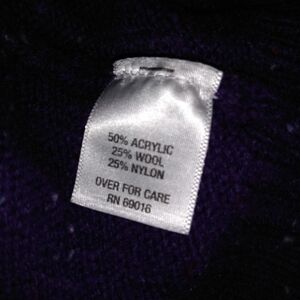 50% ACRYLIC
25% WOOL
25% NYLON
OVER FOR CARE
RN 69016